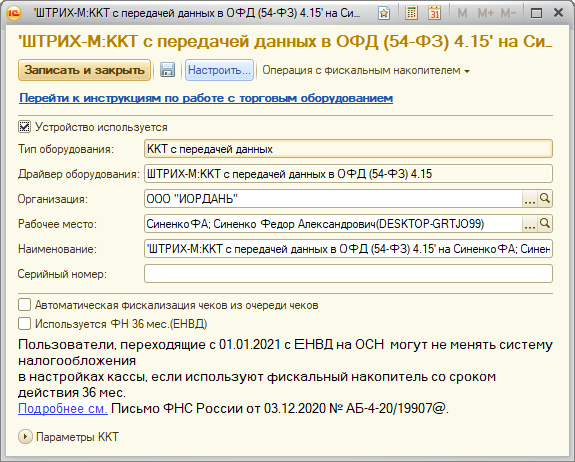 'ШТРИХ-М:ККТ с передачей данных в ОФД (54-ФЗ) 4.15' на Си...
M M+ M-
31
'ШТРИХ-М:ККТ с передачей данных в ОФД (54-ФЗ) 4.15' на Си...
Записать и закрыть Настроить... Операция с фискальным накопителем
Перейти к инструкциям по работе с торговым оборудованием
Устройство используется
Тип оборудования: ККТ с передачей данных
Драйвер оборудования: ШТРИХ-М:ККТ с передачей данных в ОФД (54-ФЗ) 4.15
Организация: ООО "ИОРДАНЬ" ...
Рабочее место: СиненкоФА; Синенко Федор Александрович(DESKTOP-GRTJO99) ...
Наименование: 'ШТРИХ-М:ККТ с передачей данных в ОФД (54-ФЗ) 4.15' на СиненкоФА; Синен
Серийный номер:
Автоматическая фискализация чеков из очереди чеков
Используется ФН 36 мес.(ЕНВД)
Пользователи, переходящие с 01.01.2021 с ЕНВД на ОСН могут не менять систему
налогообложения
в настройках кассы, если используют фискальный накопитель со сроком
действия 36 мес.
Подробнее см. Письмо ФНС России от 03.12.2020 № АБ-4-20/19907@.
Параметры ККТ